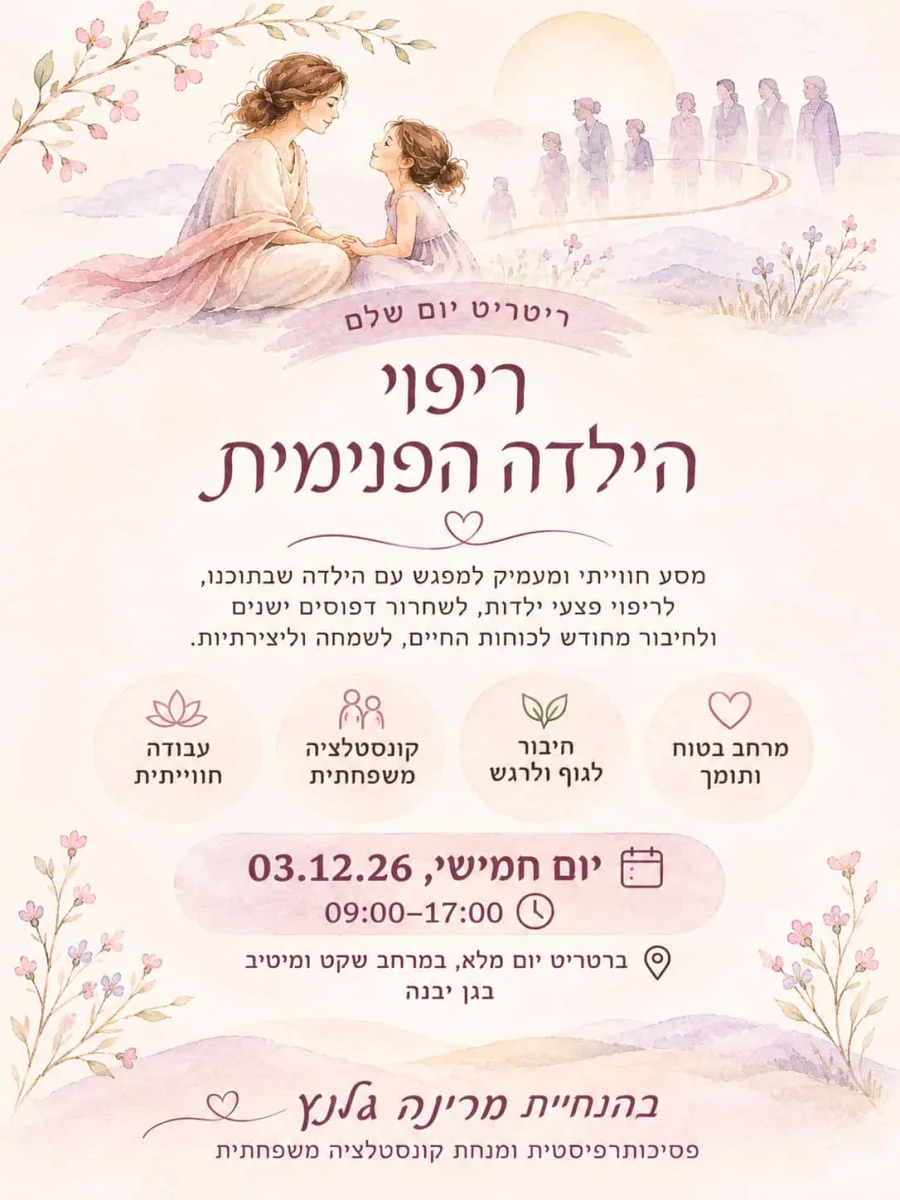 ריטריט יום שלם
ריפוי
הילדה הפנימית
מסע חווייתי ומעמיק למפגש עם הילדה שבתוכנו,
לריפוי פצעי ילדות, לשחרור דפוסים ישנים
ולחיבור מחודש לכוחות החיים, לשמחה וליצירתיות.
מרחב בטוח
ותומך
חיבור
לגוף ולרגש
קונסטלציה
משפחתית
עבודה
חווייתית
יום חמישי, 03.12.26
09:00–17:00
ברטריט יום מלא, במרחב שקט ומיטיב
בגן יבנה
בהנחיית מרינה גלנץ
פסיכותרפיסטית ומנחת קונסטלציה משפחתית